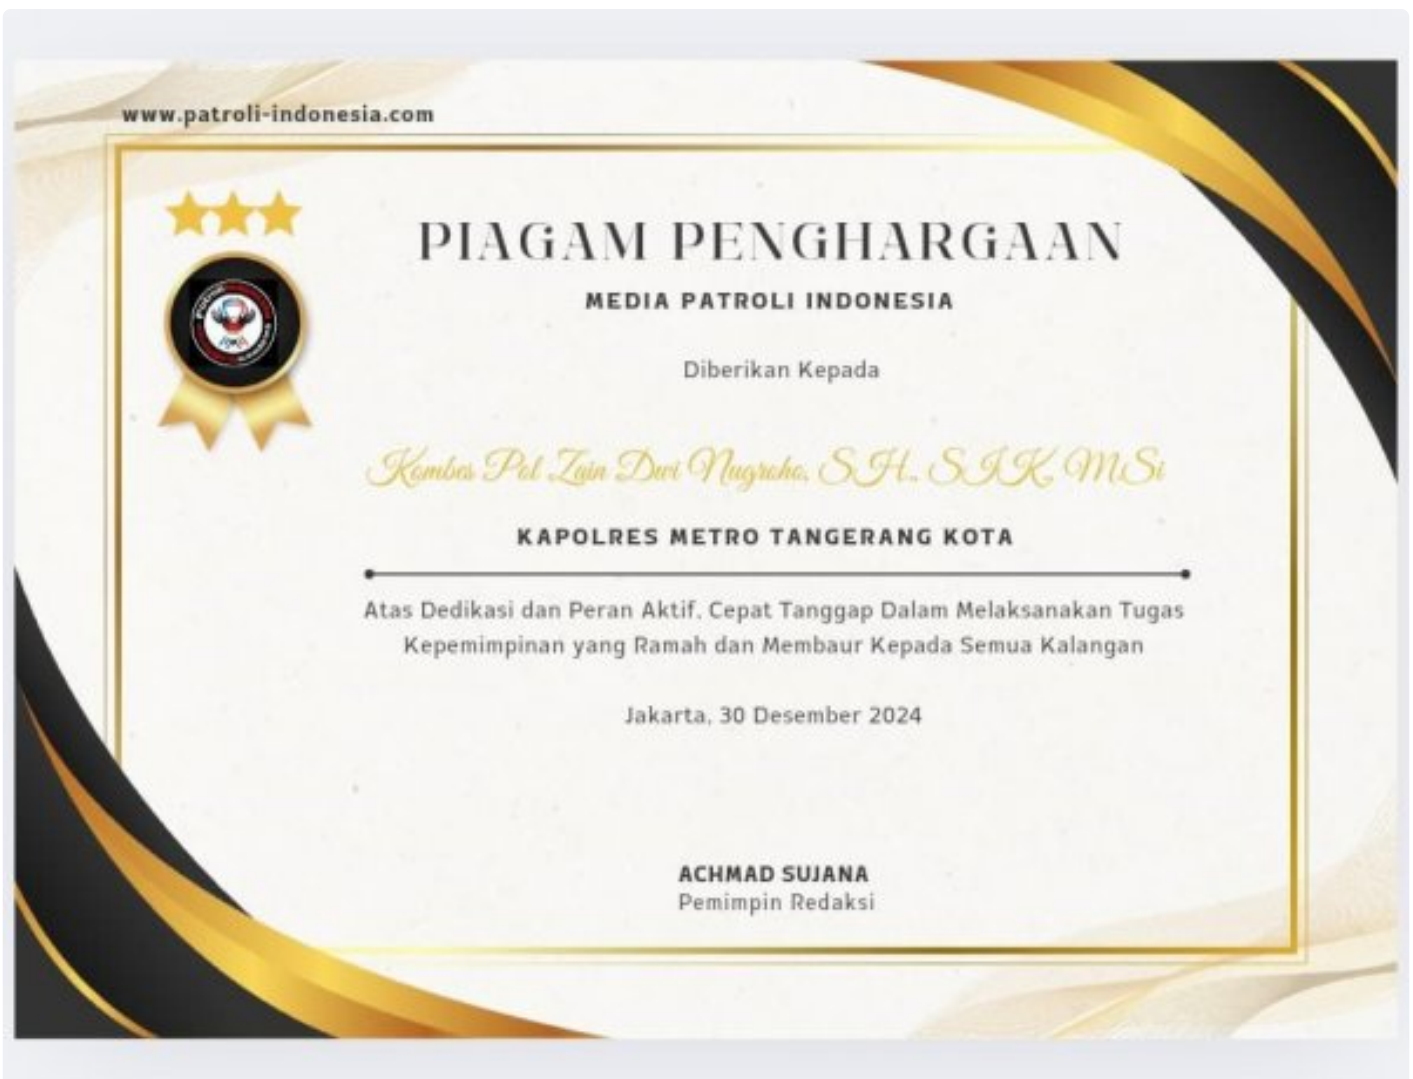 www.patroli-indonesia.com
PIAGAM PENGHARGAAN
MEDIA PATROLI INDONESIA
Diberikan Kepada
Kombes Pol Zain Dwi Nugroho, S.H., S.I.K, M.Si
KAPOLRES METRO TANGERANG KOTA
Atas Dedikasi dan Peran Aktif, Cepat Tanggap Dalam Melaksanakan Tugas
Kepemimpinan yang Ramah dan Membaur Kepada Semua Kalangan
Jakarta, 30 Desember 2024
ACHMAD SUJANA
Pemimpin Redaksi